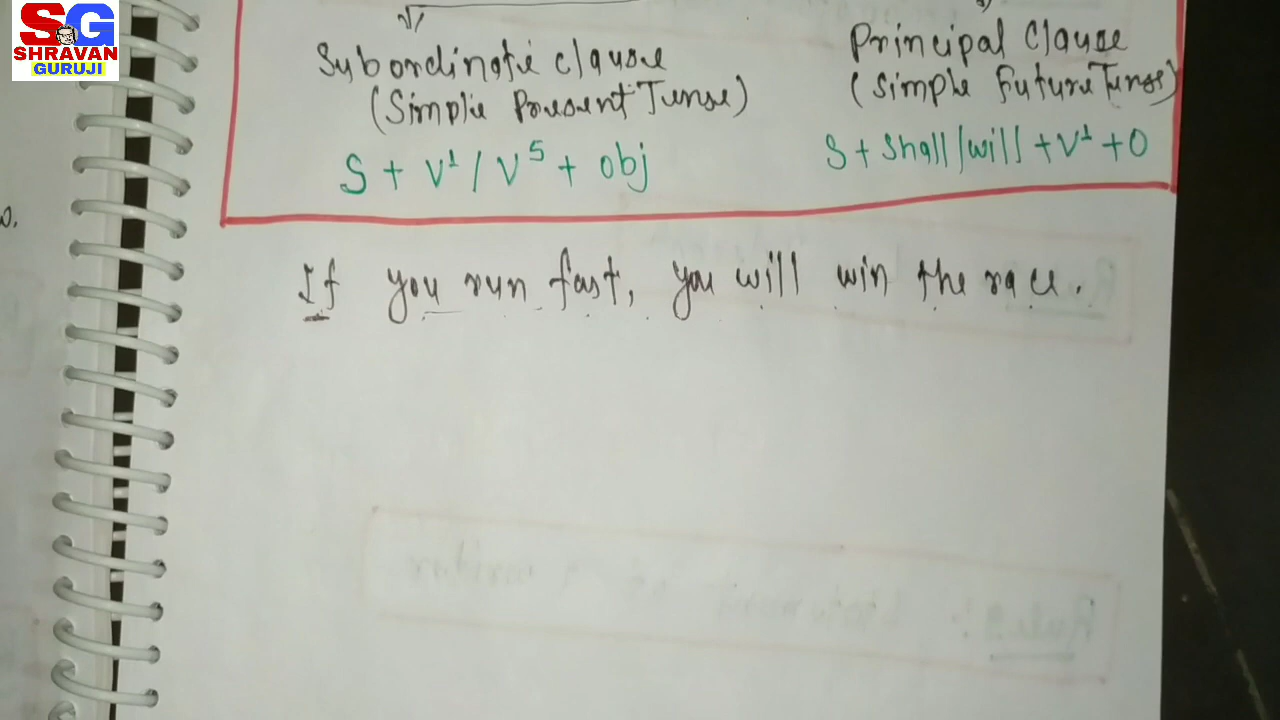 SG
SHRAVAN
GURUJI
Subordinate clause
(Simple Present Tense)
S + V¹ / V⁵ + obj
Principal Clause
(Simple Future Tense)
S + shall/will + V¹ + O
If you run fast, you will win the race.